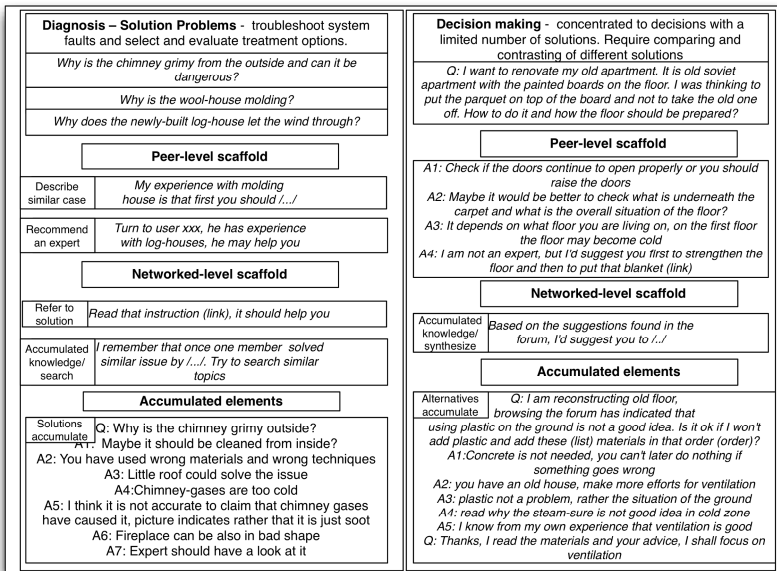 Diagnosis – Solution Problems - troubleshoot system
faults and select and evaluate treatment options.
Why is the chimney grimy from the outside and can it be
dangerous?
Why is the wool-house molding?
Why does the newly-built log-house let the wind through?
Peer-level scaffold
Describe
similar case
My experience with molding
house is that first you should /.../
Recommend
an expert
Turn to user xxx, he has experience
with log-houses, he may help you
Networked-level scaffold
Refer to
solution
Read that instruction (link), it should help you
Accumulated
knowledge/
search
I remember that once one member solved
similar issue by /.../. Try to search similar
topics
Accumulated elements
Solutions
accumulate
Q: Why is the chimney grimy outside?
A1: Maybe it should be cleaned from inside?
A2: You have used wrong materials and wrong techniques
A3: Little roof could solve the issue
A4:Chimney-gases are too cold
A5: I think it is not accurate to claim that chimney gases
have caused it, picture indicates rather that it is just soot
A6: Fireplace can be also in bad shape
A7: Expert should have a look at it
Decision making - concentrated to decisions with a
limited number of solutions. Require comparing and
contrasting of different solutions
Q: I want to renovate my old apartment. It is old soviet
apartment with the painted boards on the floor. I was thinking to
put the parquet on top of the board and not to take the old one
off. How to do it and how the floor should be prepared?
Peer-level scaffold
A1: Check if the doors continue to open properly or you should
raise the doors
A2: Maybe it would be better to check what is underneath the
carpet and what is the overall situation of the floor?
A3: It depends on what floor you are living on, on the first floor
the floor may become cold
A4: I am not an expert, but I'd suggest you first to strengthen the
floor and then to put that blanket (link)
Networked-level scaffold
Accumulated
knowledge/
synthesize
Based on the suggestions found in the
forum, I'd suggest you to /../
Accumulated elements
Alternatives
accumulate
Q: I am reconstructing old floor,
browsing the forum has indicated that
using plastic on the ground is not a good idea. Is it ok if I won't
add plastic and add these (list) materials in that order (order)?
A1:Concrete is not needed, you can't later do nothing if
something goes wrong
A2: you have an old house, make more efforts for ventilation
A3: plastic not a problem, rather the situation of the ground
A4: read why the steam-sure is not good idea in cold zone
A5: I know from my own experience that ventilation is good
Q: Thanks, I read the materials and your advice, I shall focus on
ventilation